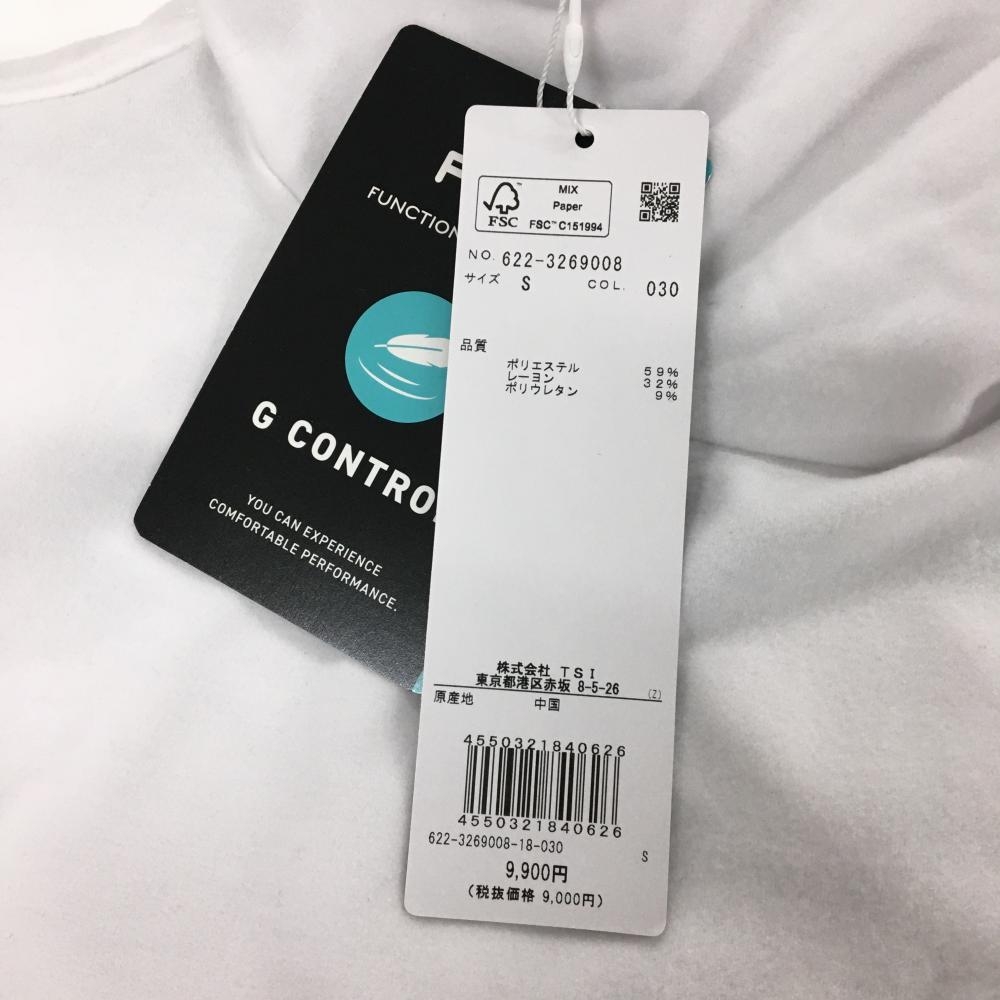 FUNCTION
G CONTRO
YOU CAN EXPERIENCE
COMFORTABLE PERFORMANCE.
FSC™
MIX
Paper
FSC™ C151994
NO. 622-3269008
サイズ S COL. 030
品質
ポリエステル 59%
レーヨン 32%
ポリウレタン 9%
株式会社 TSI
東京都港区赤坂 8-5-26 (Z)
原産地 中国
4550321840626
4550321840626
622-3269008-18-030 S
9,900円
(税抜価格 9,000円)